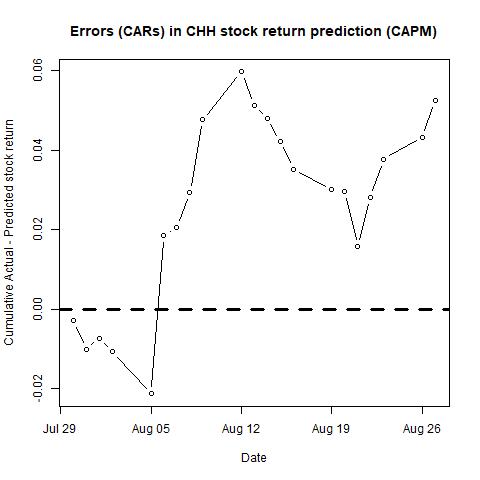 Errors (CARs) in CHH stock return prediction (CAPM)
Cumulative Actual - Predicted stock return
0.06
0.04
0.02
0.00
-0.02
Jul 29
Aug 05
Aug 12
Aug 19
Aug 26
Date